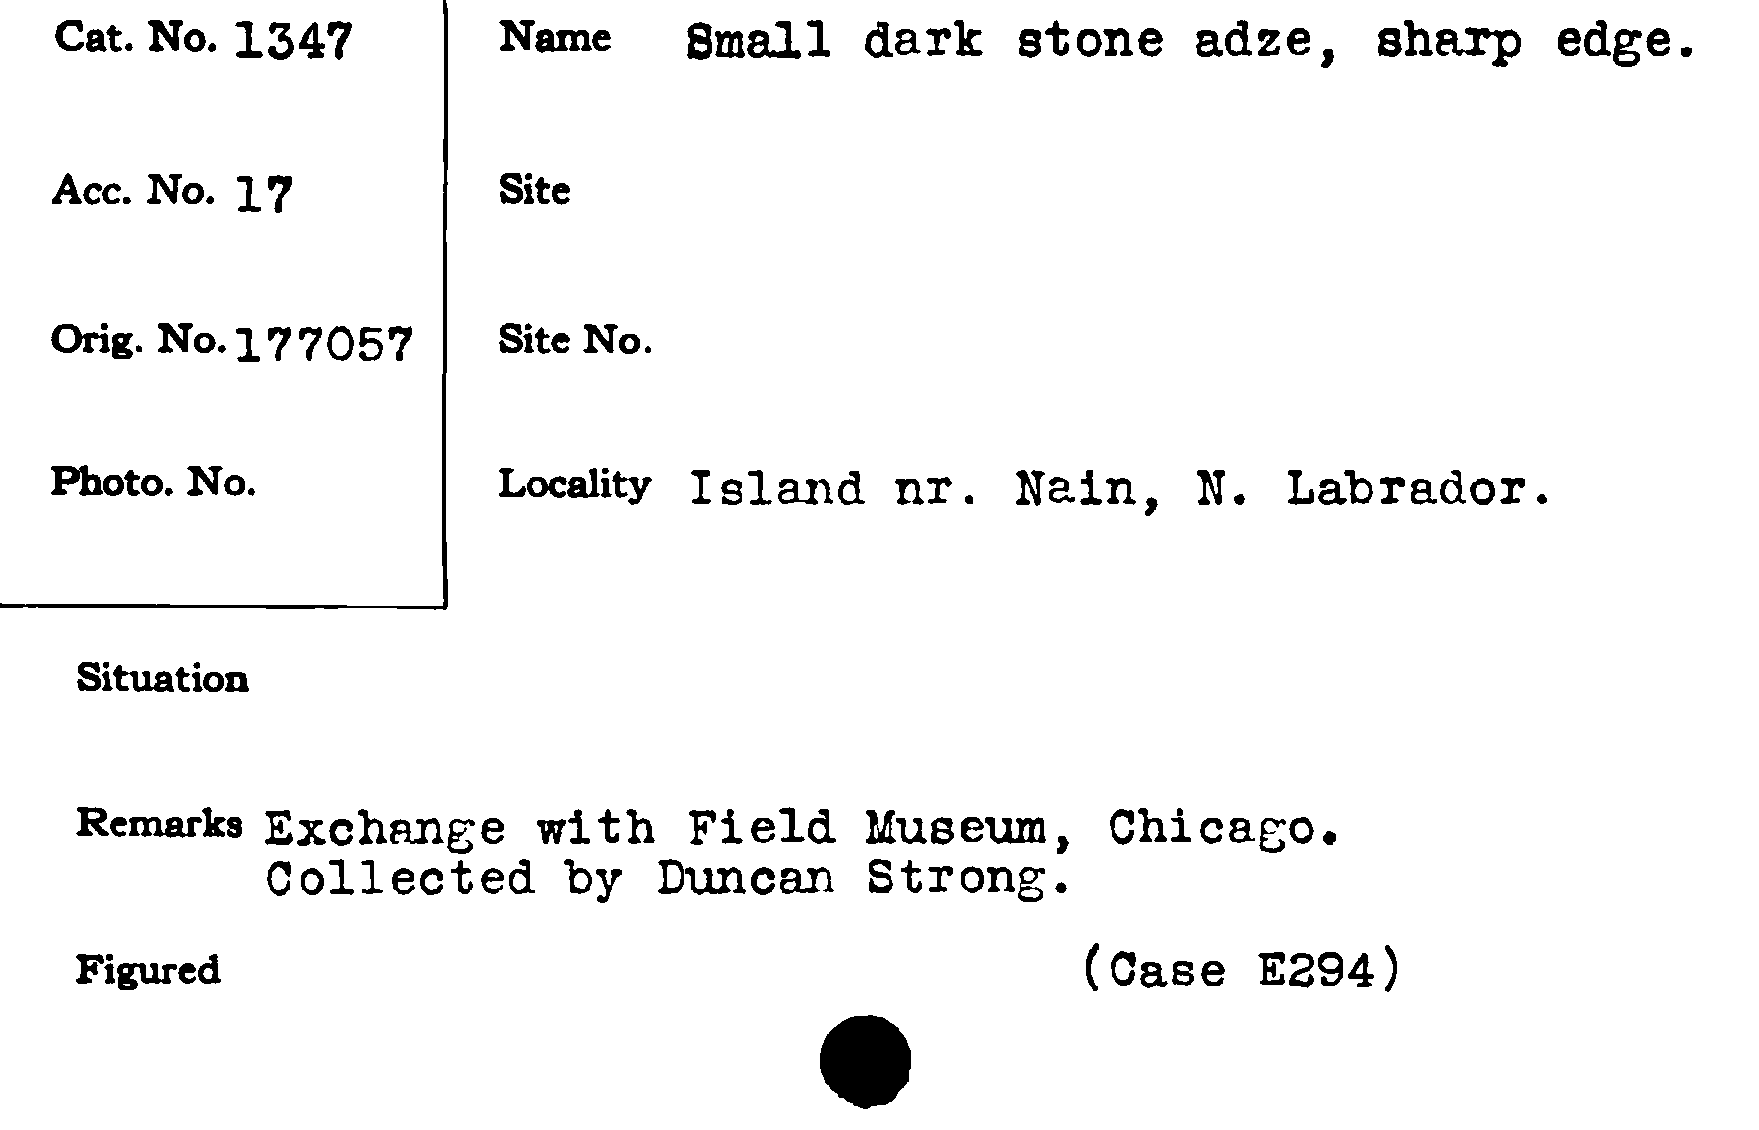 Cat. No. 1347
Name Small dark stone adze, sharp edge.
Acc. No. 17
Site
Orig. No. 177057
Site No.
Photo. No.
Locality Island nr. Nain, N. Labrador.
Situation
Remarks Exchange with Field Museum, Chicago.
Collected by Duncan Strong.
Figured
(Case E294)